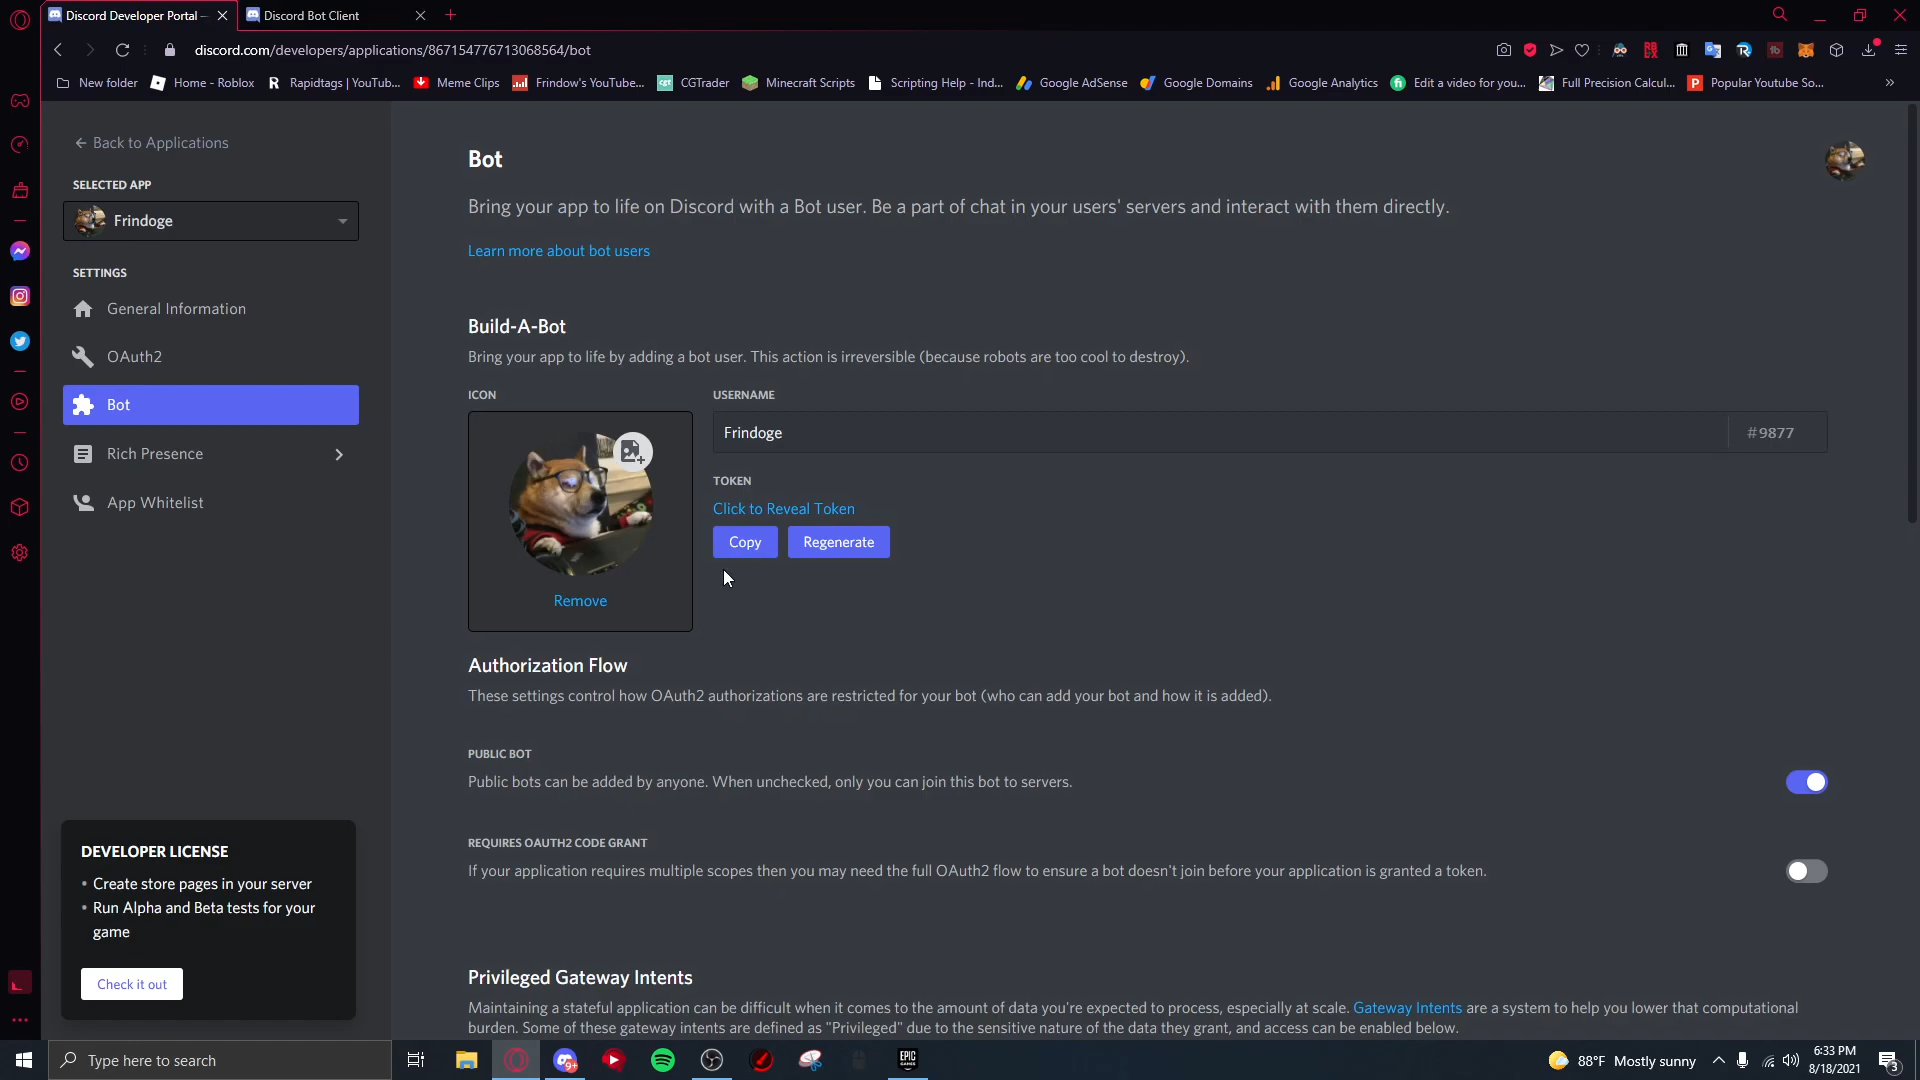 Discord Developer Portal —
Discord Bot Client
discord.com/developers/applications/867154776713068564/bot
New folder
Home - Roblox
Rapidtags | YouTub...
Meme Clips
Frindow's YouTube...
CGTrader
Minecraft Scripts
Scripting Help - Ind...
Google AdSense
Google Domains
Google Analytics
Edit a video for you...
Full Precision Calcul...
Popular Youtube So...
Back to Applications
SELECTED APP
Frindoge
SETTINGS
General Information
OAuth2
Bot
Rich Presence
App Whitelist
DEVELOPER LICENSE
• Create store pages in your server
• Run Alpha and Beta tests for your
game
Check it out
Bot
Bring your app to life on Discord with a Bot user. Be a part of chat in your users' servers and interact with them directly.
Learn more about bot users
Build-A-Bot
Bring your app to life by adding a bot user. This action is irreversible (because robots are too cool to destroy).
ICON
Remove
USERNAME
Frindoge
#9877
TOKEN
Click to Reveal Token
Copy
Regenerate
Authorization Flow
These settings control how OAuth2 authorizations are restricted for your bot (who can add your bot and how it is added).
PUBLIC BOT
Public bots can be added by anyone. When unchecked, only you can join this bot to servers.
REQUIRES OAUTH2 CODE GRANT
If your application requires multiple scopes then you may need the full OAuth2 flow to ensure a bot doesn't join before your application is granted a token.
Privileged Gateway Intents
Maintaining a stateful application can be difficult when it comes to the amount of data you're expected to process, especially at scale. Gateway Intents are a system to help you lower that computational
burden. Some of these gateway intents are defined as "Privileged" due to the sensitive nature of the data they grant, and access can be enabled below.
Type here to search
9+
EPIC
GAMES
88°F Mostly sunny
6:33 PM
8/18/2021
3